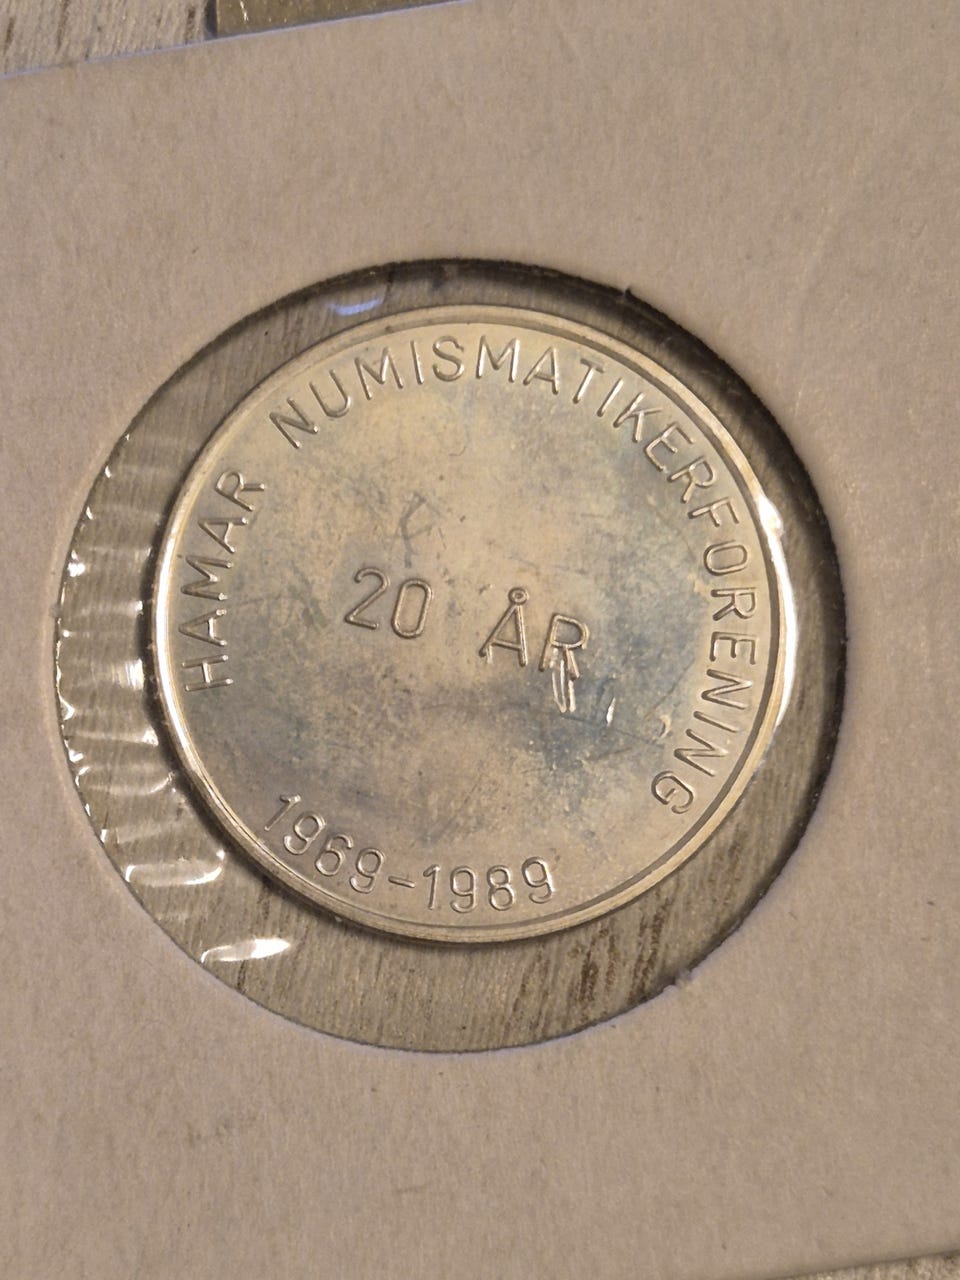 HAMAR NUMISMATIKERFORENING
20 ÅR
1969-1989